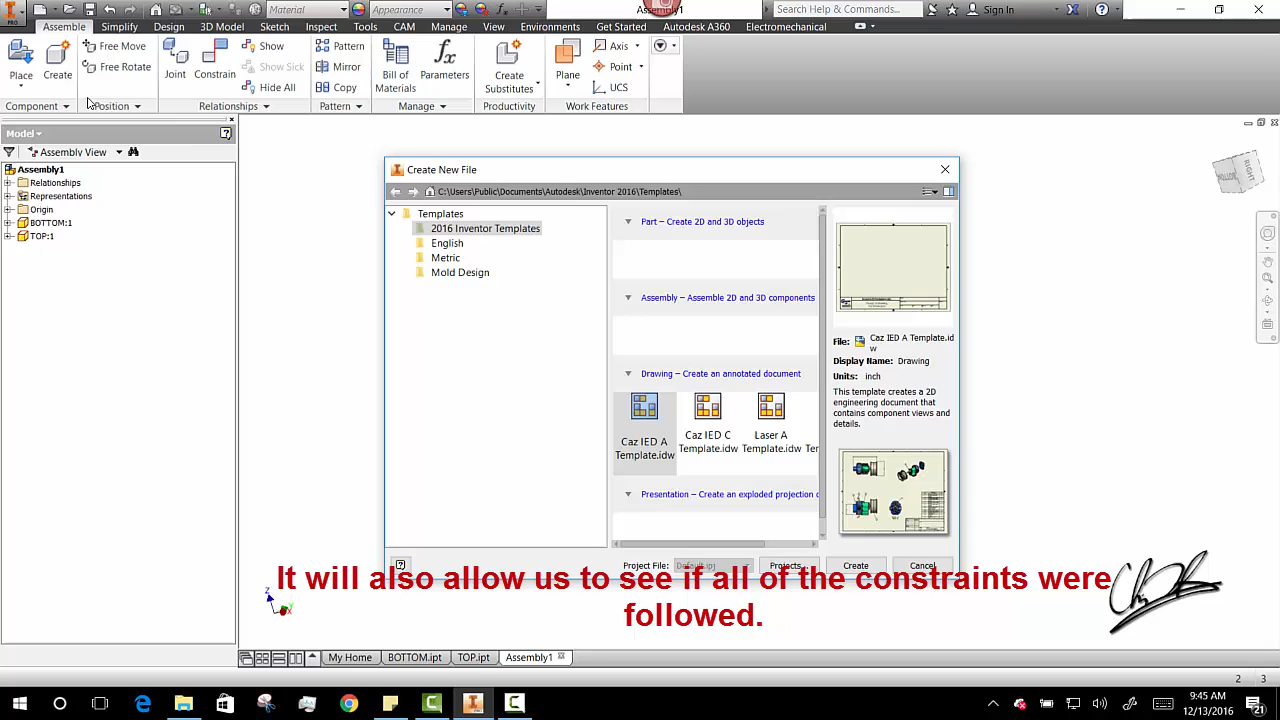 Material
Appearance
Assembly1
Search Help & Commands...
Sign In
Assemble
Simplify
Design
3D Model
Sketch
Inspect
Tools
CAM
Manage
View
Environments
Get Started
Autodesk A360
Electromechanical
Place
Create
Free Move
Free Rotate
Joint
Constrain
Show
Show Sick
Hide All
Pattern
Mirror
Copy
Bill of
Materials
Parameters
Create
Substitutes
Plane
Axis
Point
UCS
Component
Position
Relationships
Pattern
Manage
Productivity
Work Features
Model
Assembly View
Assembly1
Relationships
Representations
Origin
BOTTOM:1
TOP:1
Create New File
C:\Users\Public\Documents\Autodesk\Inventor 2016\Templates\
Templates
2016 Inventor Templates
English
Metric
Mold Design
Part – Create 2D and 3D objects
Assembly – Assemble 2D and 3D components
Drawing – Create an annotated document
Caz IED A
Template.idw
Caz IED C
Template.idw
Laser A
Template.idw
Presentation – Create an exploded projection
File: Caz IED A Template.id
w
Display Name: Drawing
Units: inch
This template creates a 2D
engineering document that
contains component views and
details.
Project File: Default.ipj
Projects...
Create
Cancel
It will also allow us to see if all of the constraints were
followed.
My Home
BOTTOM.ipt
TOP.ipt
Assembly1
2 3
9:45 AM
12/13/2016
21